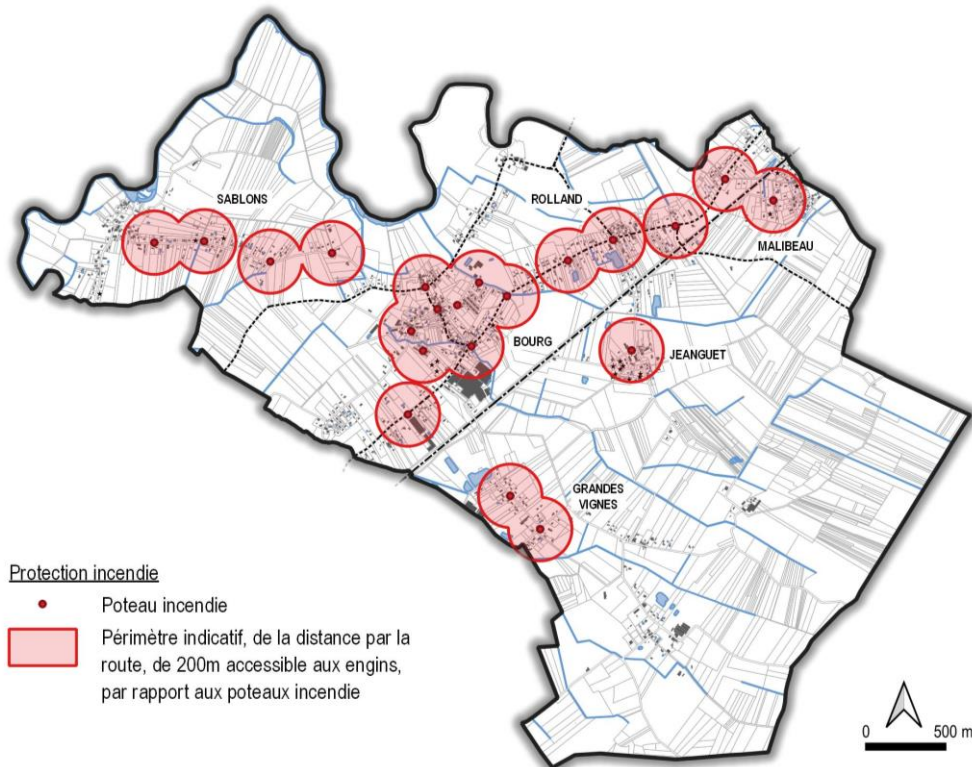 SABLONS
ROLLAND
MALIBEAU
BOURG
JEANGUET
GRANDES
VIGNES
Protection incendie
Poteau incendie
Périmètre indicatif, de la distance par la
route, de 200m accessible aux engins,
par rapport aux poteaux incendie
0 500 m